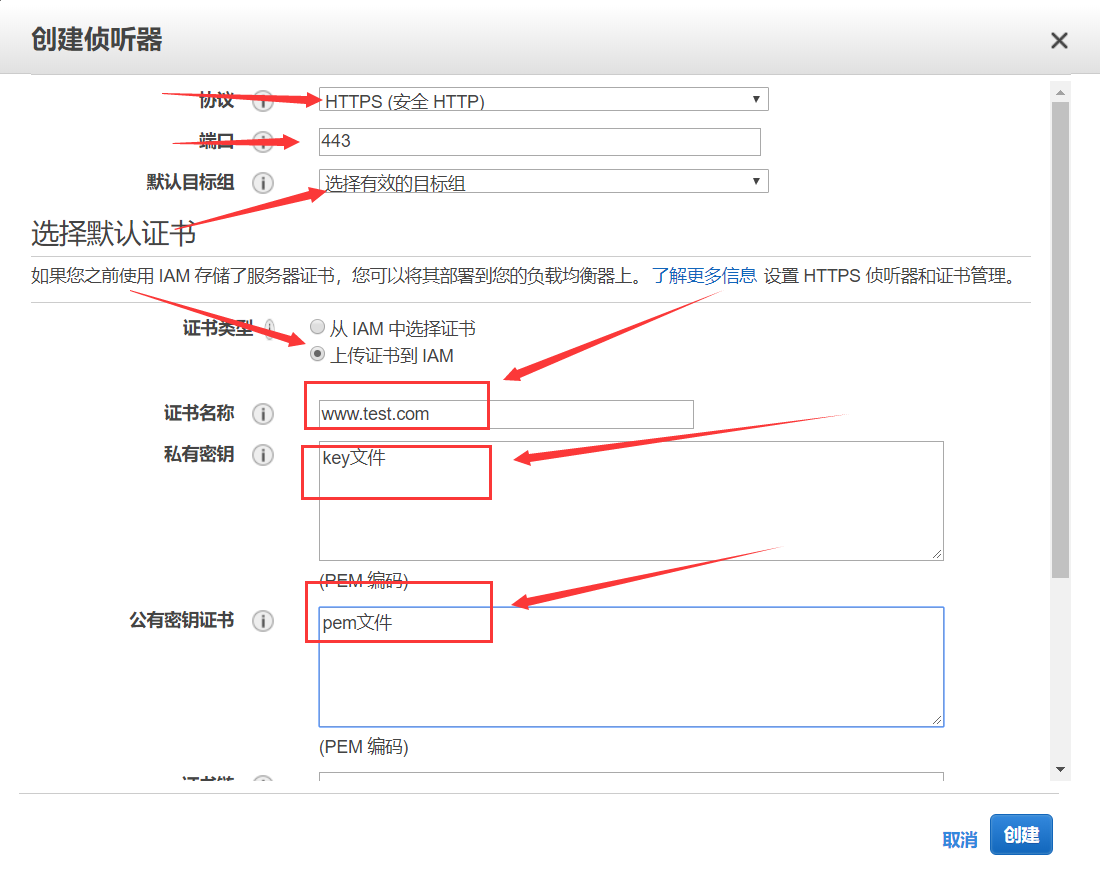 创建侦听器
协议 HTTPS (安全 HTTP)
端口 443
默认目标组 选择有效的目标组
选择默认证书
如果您之前使用 IAM 存储了服务器证书，您可以将其部署到您的负载均衡器上。 了解更多信息 设置 HTTPS 侦听器和证书管理。
证书类型 从 IAM 中选择证书
上传证书到 IAM
证书名称 www.test.com
私有密钥 key文件
(PEM 编码)
公有密钥证书 pem文件
(PEM 编码)
证书链
取消 创建